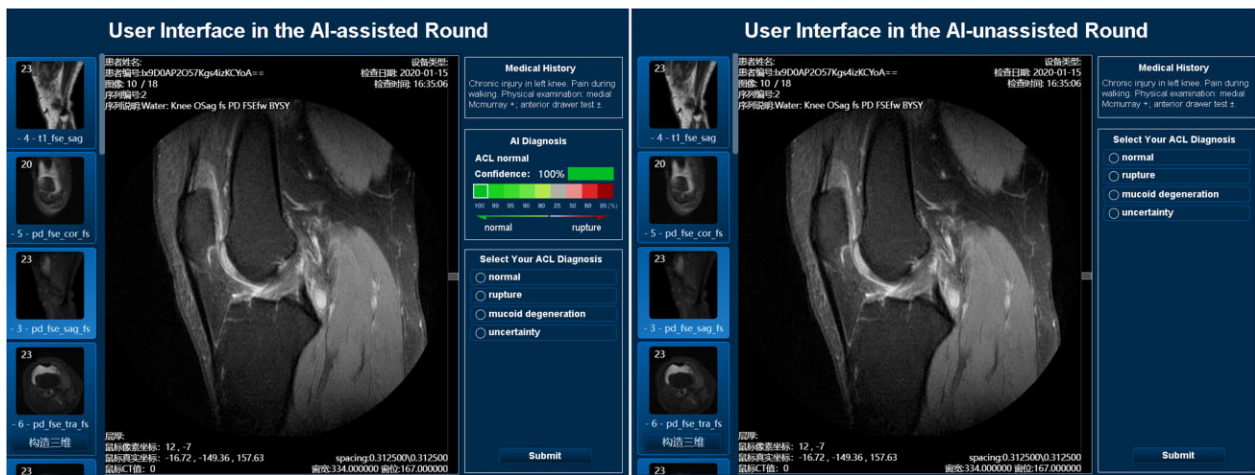 User Interface in the AI-assisted Round
23
- 4 - t1_fse_sag
20
- 5 - pd_fse_cor_fs
23
- 3 - pd_fse_sag_fs
23
- 6 - pd_fse_tra_fs
构造三维
23
患者姓名:
患者编号:lx9D0AP2O57Kgs4izKCYoA==
图像: 10 / 18
序列编号:2
序列说明:Water: Knee OSag fs PD FSEfw BYSY
设备类型:
检查日期: 2020-01-15
检查时间: 16:35:06
层厚:
鼠标像素坐标: 12 , -7
鼠标真实坐标: -16.72 , -149.36 , 157.63
鼠标CT值: 0
spacing:0.312500\0.312500
窗宽:334.000000 窗位:167.000000
Medical History
Chronic injury in left knee. Pain during
walking. Physical examination: medial
Mcmurray +; anterior drawer test ±.
AI Diagnosis
ACL normal
Confidence: 100%
100 99 95 90 80 25 50 80 95 (%)
normal rupture
Select Your ACL Diagnosis
normal
rupture
mucoid degeneration
uncertainty
Submit
User Interface in the AI-unassisted Round
23
- 4 - t1_fse_sag
20
- 5 - pd_fse_cor_fs
23
- 3 - pd_fse_sag_fs
23
- 6 - pd_fse_tra_fs
构造三维
23
患者姓名:
患者编号:lx9D0AP2O57Kgs4izKCYoA==
图像: 10 / 18
序列编号:2
序列说明:Water: Knee OSag fs PD FSEfw BYSY
设备类型:
检查日期: 2020-01-15
检查时间: 16:35:06
层厚:
鼠标像素坐标: 12 , -7
鼠标真实坐标: -16.72 , -149.36 , 157.63
鼠标CT值: 0
spacing:0.312500\0.312500
窗宽:334.000000 窗位:167.000000
Medical History
Chronic injury in left knee. Pain during
walking. Physical examination: medial
Mcmurray +; anterior drawer test ±.
Select Your ACL Diagnosis
normal
rupture
mucoid degeneration
uncertainty
Submit